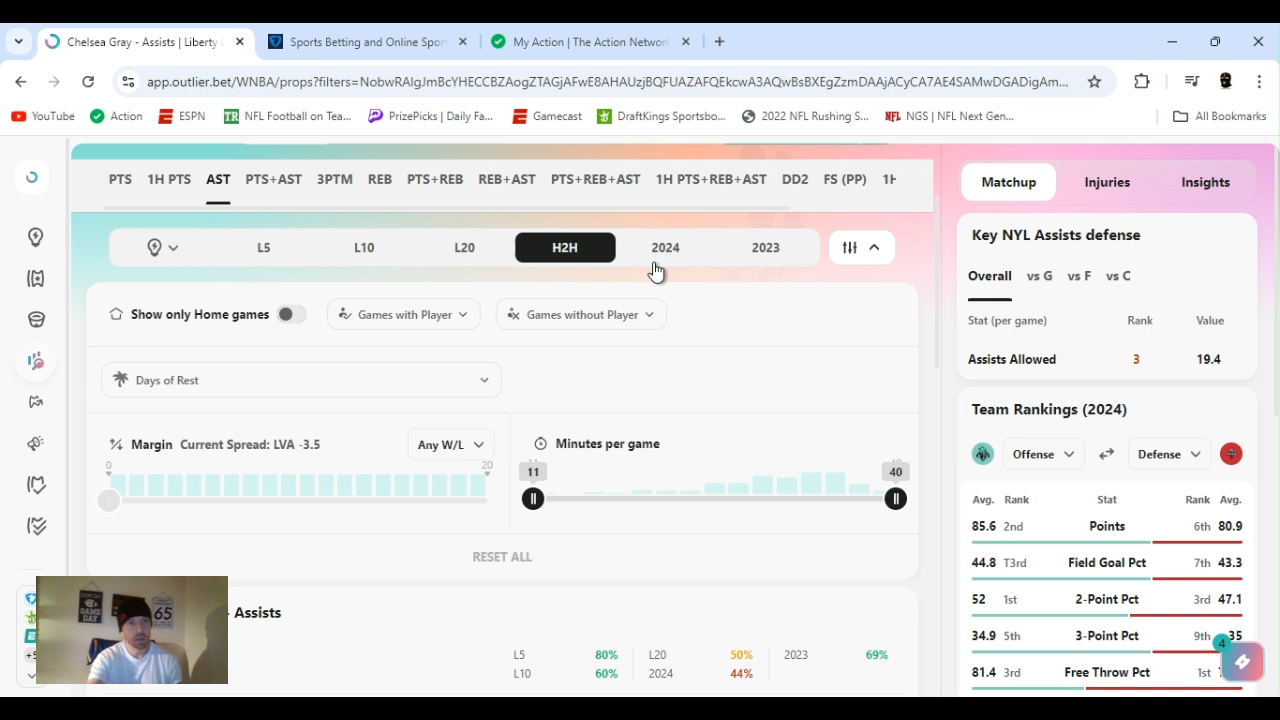 Chelsea Gray - Assists | Liberty
Sports Betting and Online Spor
My Action | The Action Network
app.outlier.bet/WNBA/props?filters=NobwRAlgJmBcYHECCBZAogZTAGjAFwE8AHAUzjBQFUAZAFQEkcwA3AQwBsBXEgZzmDAAjACyCA7AE4SAMwDGADigAm...
YouTube
Action
ESPN
NFL Football on Tea...
PrizePicks | Daily Fa...
Gamecast
DraftKings Sportsbo...
2022 NFL Rushing S...
NGS | NFL Next Gen...
All Bookmarks
PTS 1H PTS AST PTS+AST 3PTM REB PTS+REB REB+AST PTS+REB+AST 1H PTS+REB+AST DD2 FS (PP) 1H
L5 L10 L20 H2H 2024 2023
Show only Home games
Games with Player
Games without Player
Days of Rest
Margin Current Spread: LVA -3.5
Any W/L
0 20
Minutes per game
11 40
RESET ALL
- Assists
L5 80% L20 50% 2023 69%
L10 60% 2024 44%
Matchup Injuries Insights
Key NYL Assists defense
Overall vs G vs F vs C
Stat (per game) Rank Value
Assists Allowed 3 19.4
Team Rankings (2024)
Offense Defense
Avg. Rank Stat Rank Avg.
85.6 2nd Points 6th 80.9
44.8 T3rd Field Goal Pct 7th 43.3
52 1st 2-Point Pct 3rd 47.1
34.9 5th 3-Point Pct 9th 35
81.4 3rd Free Throw Pct 1st
4
GAME DAY
65